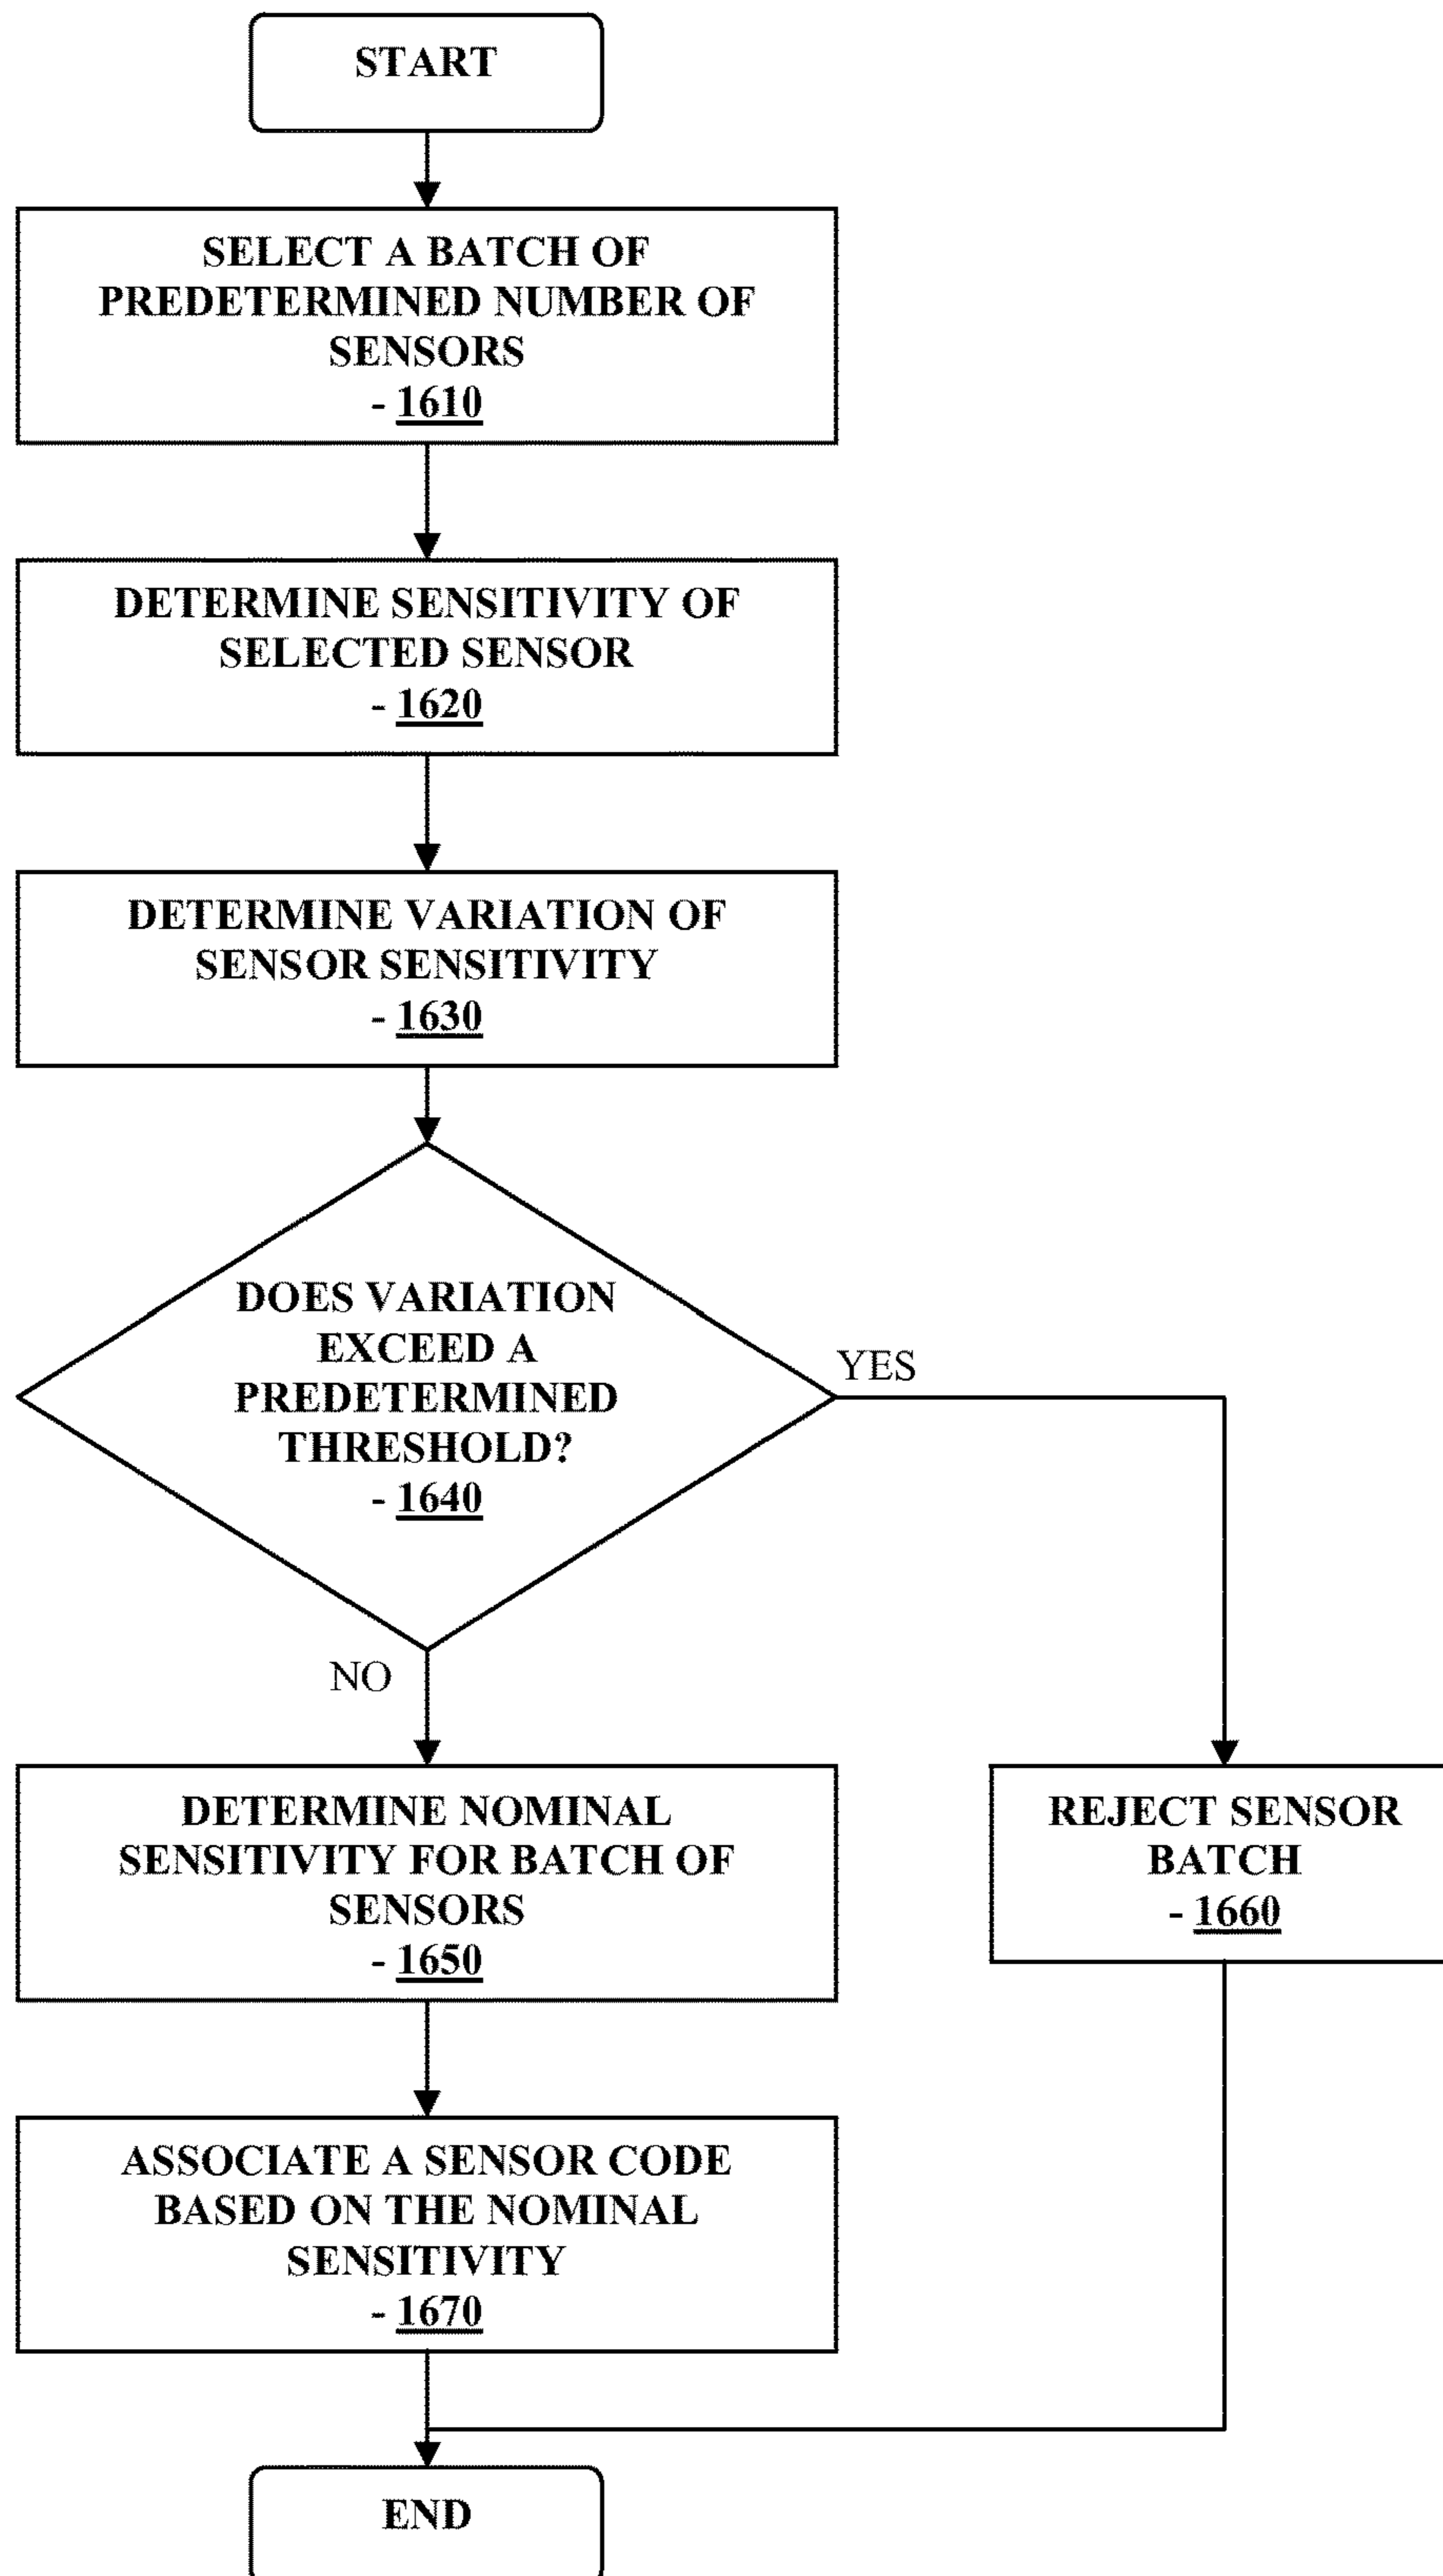 START
SELECT A BATCH OF
PREDETERMINED NUMBER OF
SENSORS
- 1610
DETERMINE SENSITIVITY OF
SELECTED SENSOR
- 1620
DETERMINE VARIATION OF
SENSOR SENSITIVITY
- 1630
DOES VARIATION
EXCEED A
PREDETERMINED
THRESHOLD?
- 1640
YES
NO
DETERMINE NOMINAL
SENSITIVITY FOR BATCH OF
SENSORS
- 1650
REJECT SENSOR
BATCH
- 1660
ASSOCIATE A SENSOR CODE
BASED ON THE NOMINAL
SENSITIVITY
- 1670
END